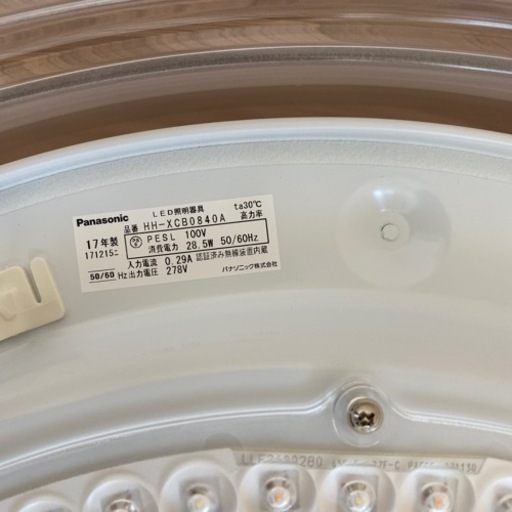 LED照明器具 ta30℃
Panasonic 品番 HH-XCB0840A 高力率
17年製 PESL 100V
171215ニ 消費電力 28.5W 50/60Hz
入力電流 0.29A 認証済み無線装置内蔵
50/60 Hz 出力電圧 278V パナソニック株式会社